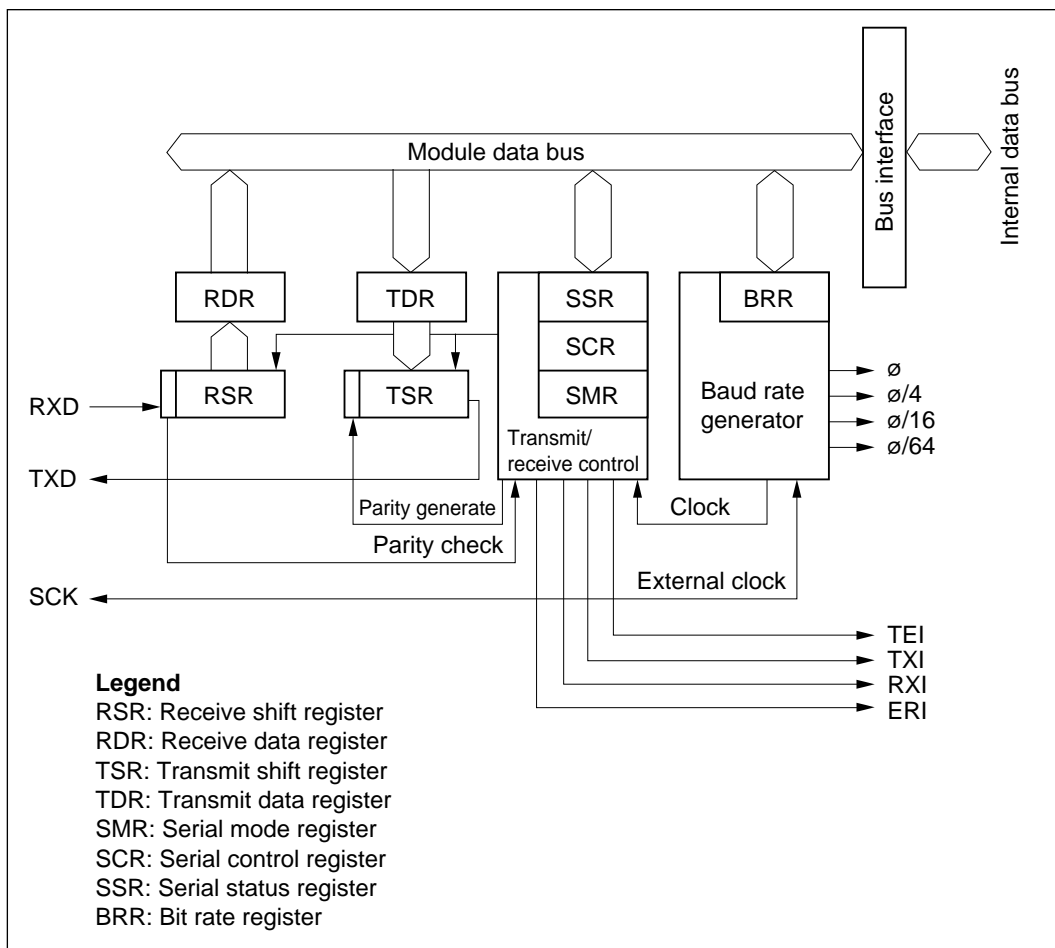 Module data bus
Bus interface
Internal data bus
RDR
TDR
SSR
BRR
SCR
RSR
TSR
SMR
Baud rate
generator
ø
ø/4
ø/16
ø/64
RXD
TXD
Transmit/
receive control
Parity generate
Clock
Parity check
External clock
SCK
TEI
TXI
RXI
ERI
Legend
RSR: Receive shift register
RDR: Receive data register
TSR: Transmit shift register
TDR: Transmit data register
SMR: Serial mode register
SCR: Serial control register
SSR: Serial status register
BRR: Bit rate register